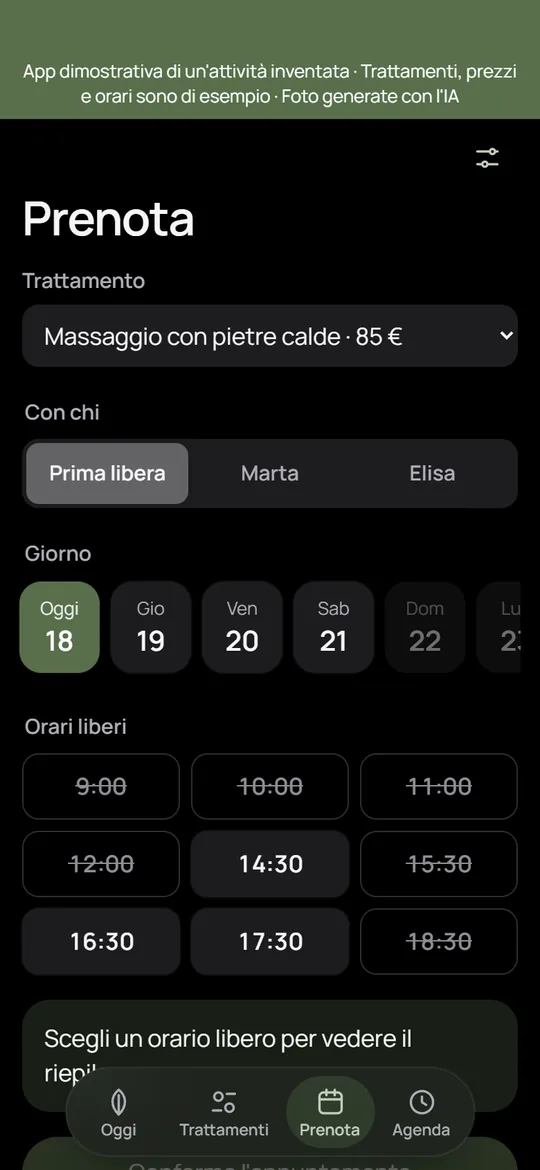 App dimostrativa di un'attività inventata · Trattamenti, prezzi
e orari sono di esempio · Foto generate con l'IA
Prenota
Trattamento
Massaggio con pietre calde · 85 €
Con chi
Prima libera
Marta
Elisa
Giorno
Oggi
18
Gio
19
Ven
20
Sab
21
Dom
22
Lu
Orari liberi
9:00
10:00
11:00
12:00
14:30
15:30
16:30
17:30
18:30
Scegli un orario libero per vedere il
Oggi
Trattamenti
Prenota
Agenda